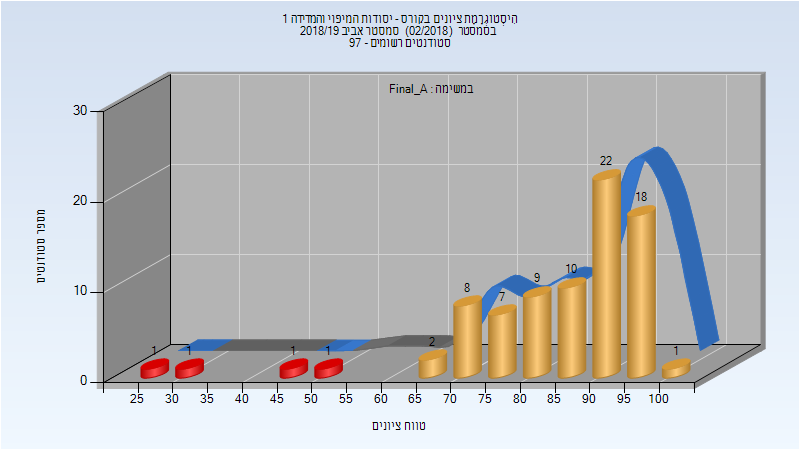 היסטוגרמת ציונים בקורס - יסודות המיפוי והמדידה 1
בסמסטר (02/2018) סמסטר אביב 2018/19
סטודנטים רשומים - 97
במשימה : Final_A
מספר סטודנטים
30
20
10
0
1 1 1 1 2 8 7 9 10 22 18 1
25 30 35 40 45 50 55 60 65 70 75 80 85 90 95 100
טווח ציונים